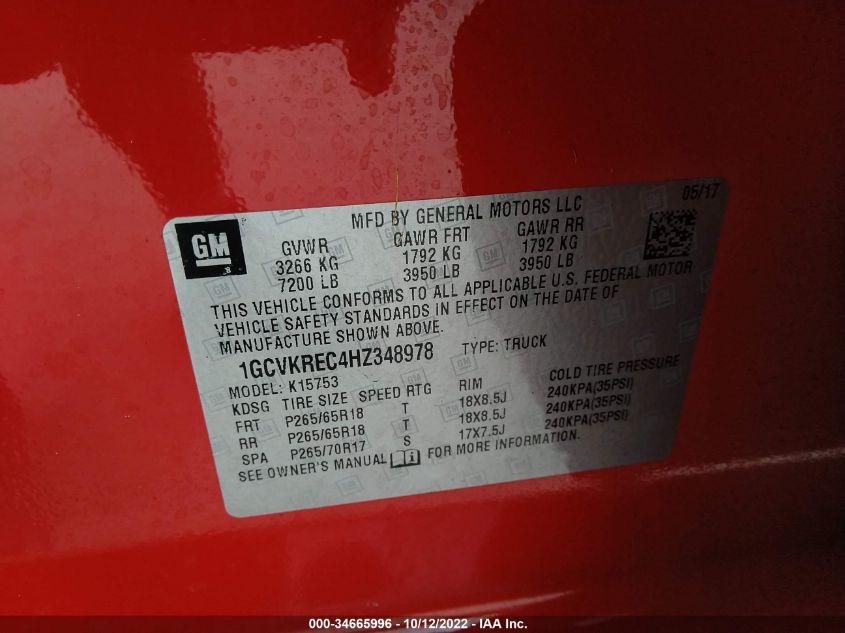 05/17
MFD BY GENERAL MOTORS LLC
GM
GVWR GAWR FRT GAWR RR
3266 KG 1792 KG 1792 KG
7200 LB 3950 LB 3950 LB
THIS VEHICLE CONFORMS TO ALL APPLICABLE U.S. FEDERAL MOTOR
VEHICLE SAFETY STANDARDS IN EFFECT ON THE DATE OF
MANUFACTURE SHOWN ABOVE.
1GCVKREC4HZ348978 TYPE: TRUCK
MODEL: K15753
KDSG TIRE SIZE SPEED RTG RIM COLD TIRE PRESSURE
FRT P265/65R18 T 18X8.5J 240KPA(35PSI)
RR P265/65R18 T 18X8.5J 240KPA(35PSI)
SPA P265/70R17 S 17X7.5J 240KPA(35PSI)
SEE OWNER'S MANUAL FOR MORE INFORMATION.
000-34665996 - 10/12/2022 - IAA Inc.